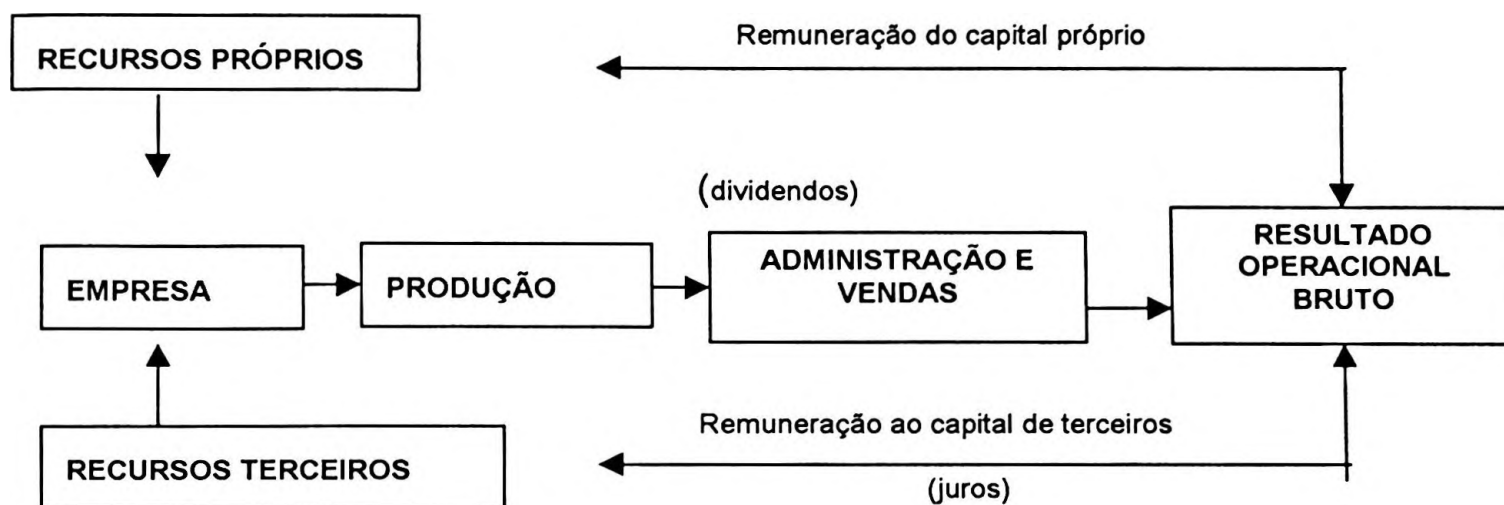 RECURSOS PRÓPRIOS
Remuneração do capital próprio
(dividendos)
EMPRESA
PRODUÇÃO
ADMINISTRAÇÃO E
VENDAS
RESULTADO
OPERACIONAL
BRUTO
Remuneração ao capital de terceiros
RECURSOS TERCEIROS
(juros)